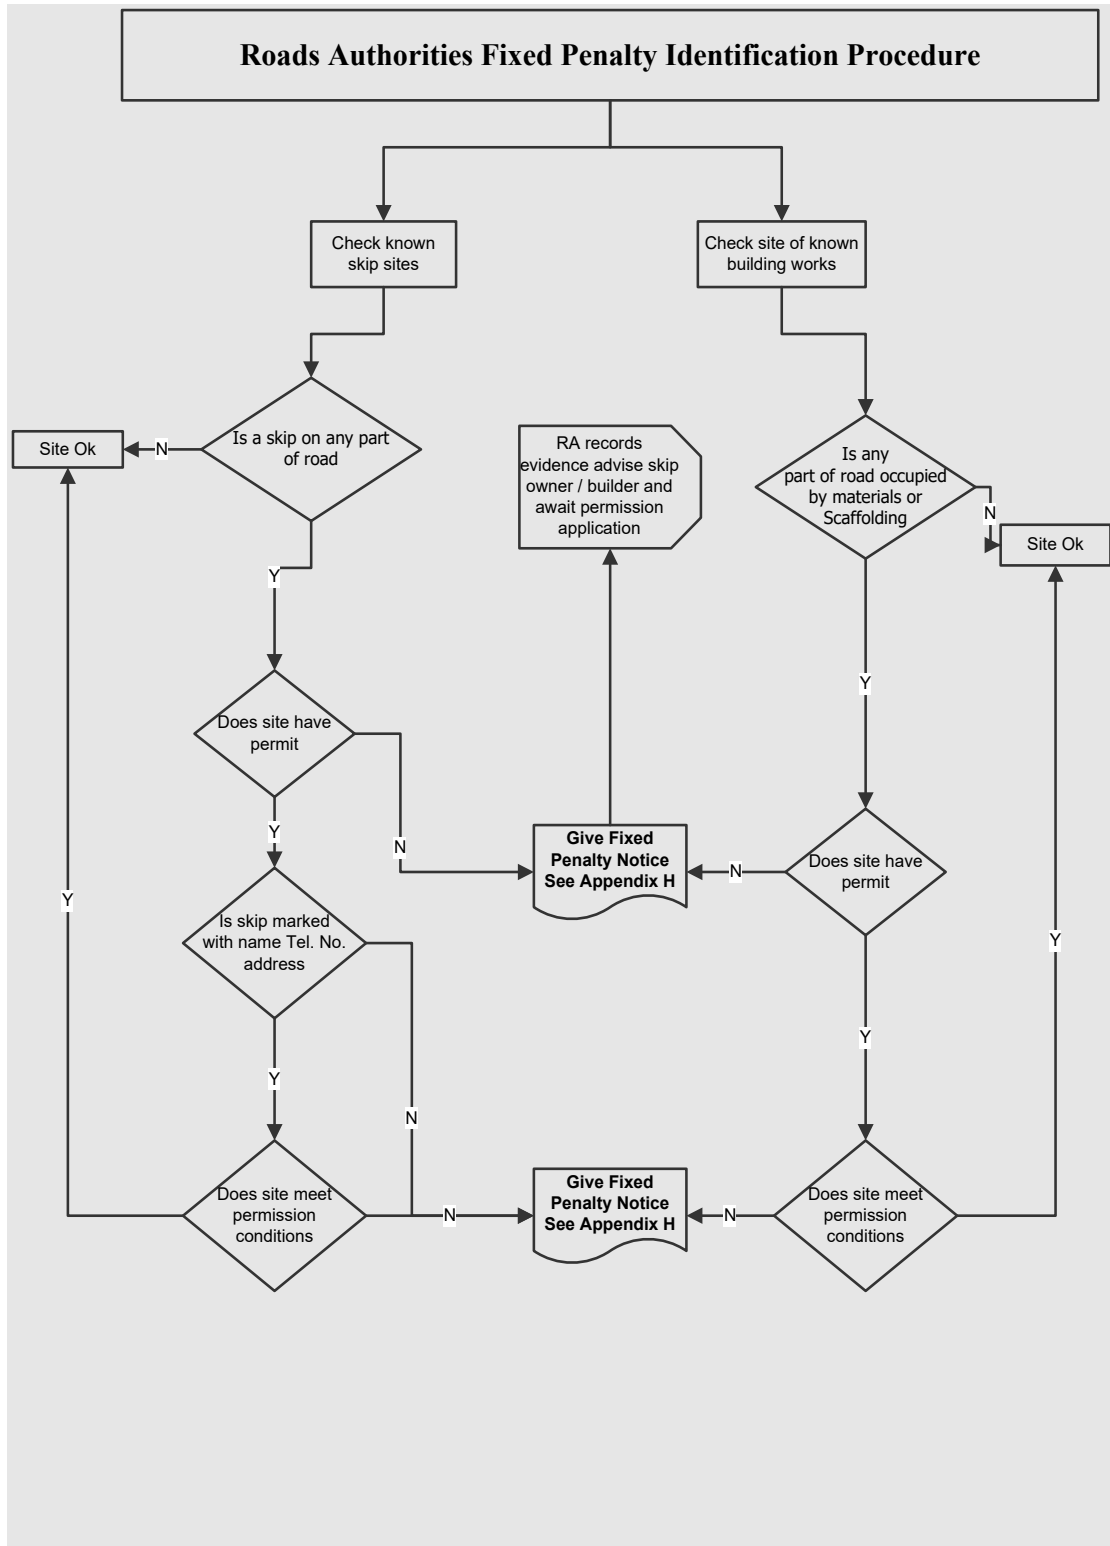 Roads Authorities Fixed Penalty Identification Procedure
Check known
skip sites
Check site of known
building works
Is a skip on any part
of road
N
Site Ok
RA records
evidence advise skip
owner / builder and
await permission
application
Is any
part of road occupied
by materials or
Scaffolding
N
Site Ok
Y
Y
Does site have
permit
N
Y
Give Fixed
Penalty Notice
See Appendix H
N
Does site have
permit
Y
Is skip marked
with name Tel. No.
address
Y
Y
Y
N
Does site meet
permission
conditions
N
Give Fixed
Penalty Notice
See Appendix H
N
Does site meet
permission
conditions
Y